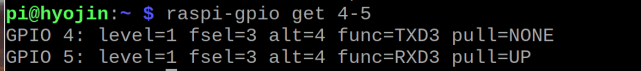 pi@hyojin:~ $ raspi-gpio get 4-5
GPIO 4: level=1 fsel=3 alt=4 func=TXD3 pull=NONE
GPIO 5: level=1 fsel=3 alt=4 func=RXD3 pull=UP